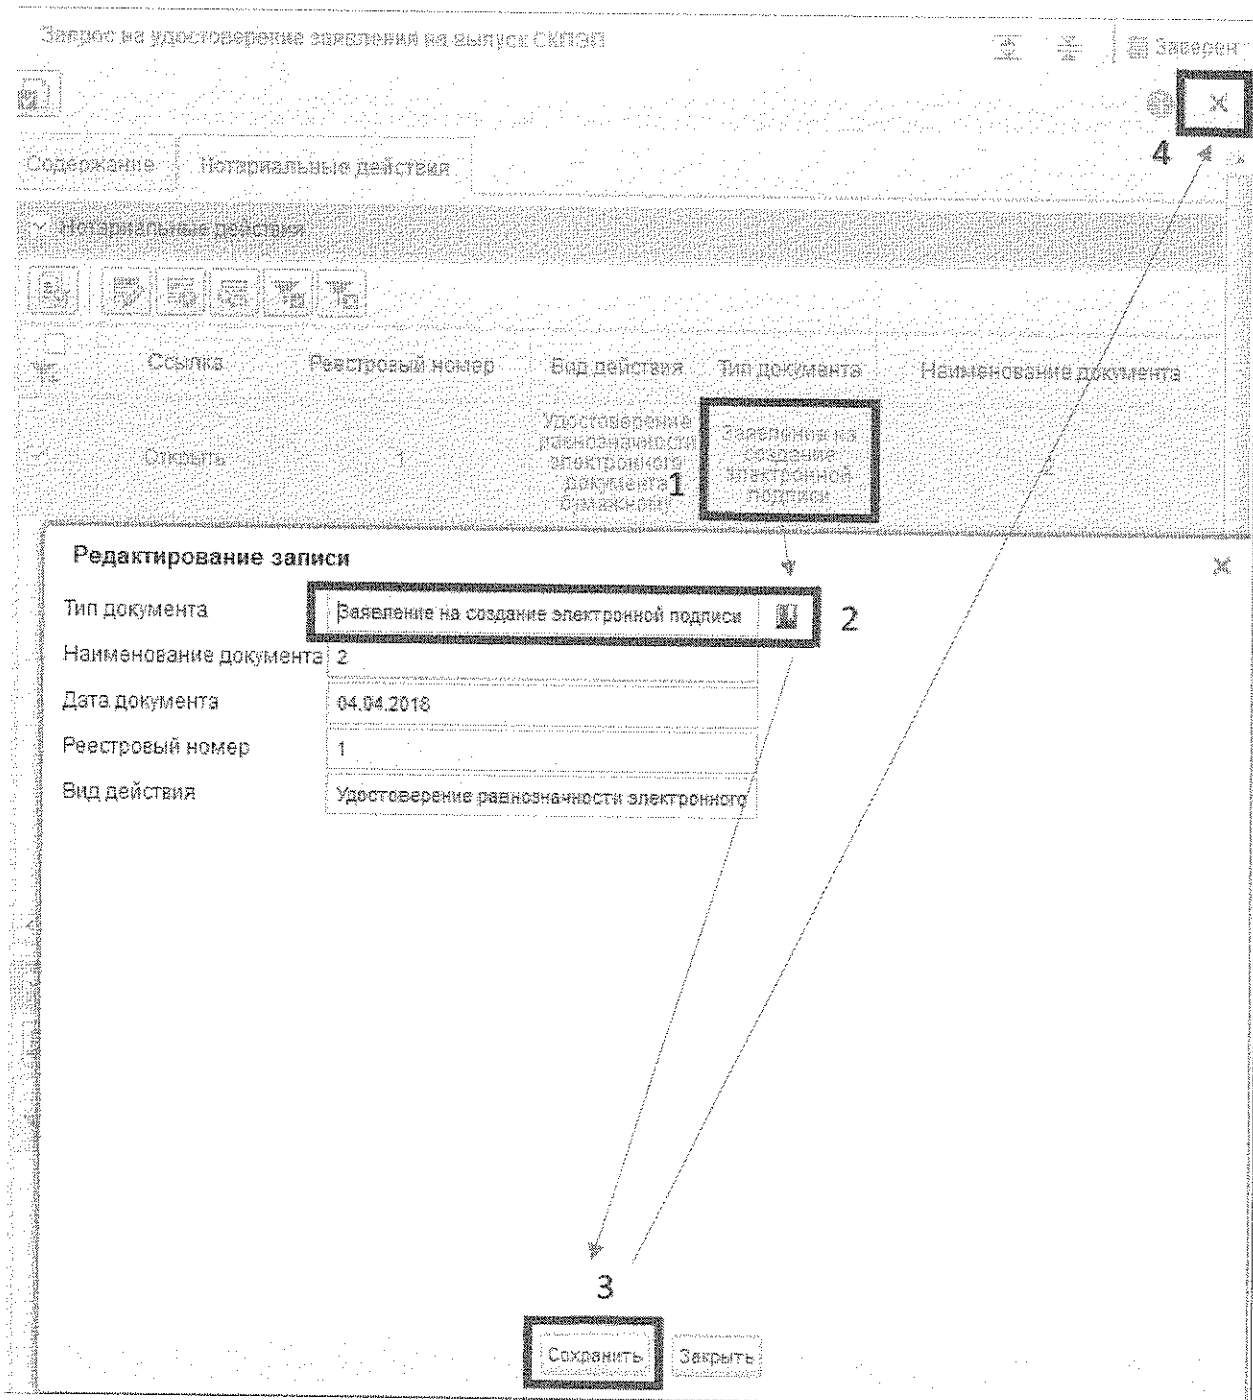 Запрос на удостоверение заявления на выпуск СКПЭП
Заверен
4
Содержание
Нотариальные действия
Нотариальные действия
Ссылка
Реестровый номер
Вид действия
Тип документа
Наименование документа
Открыть
1
Удостоверение
равнозначности
электронного
документа
бумажному
1
Заявление на
создание
электронной
подписи
Редактирование записи
Тип документа
Заявление на создание электронной подписи
2
Наименование документа
2
Дата документа
04.04.2018
Реестровый номер
1
Вид действия
Удостоверение равнозначности электронного
3
Сохранить
Закрыть